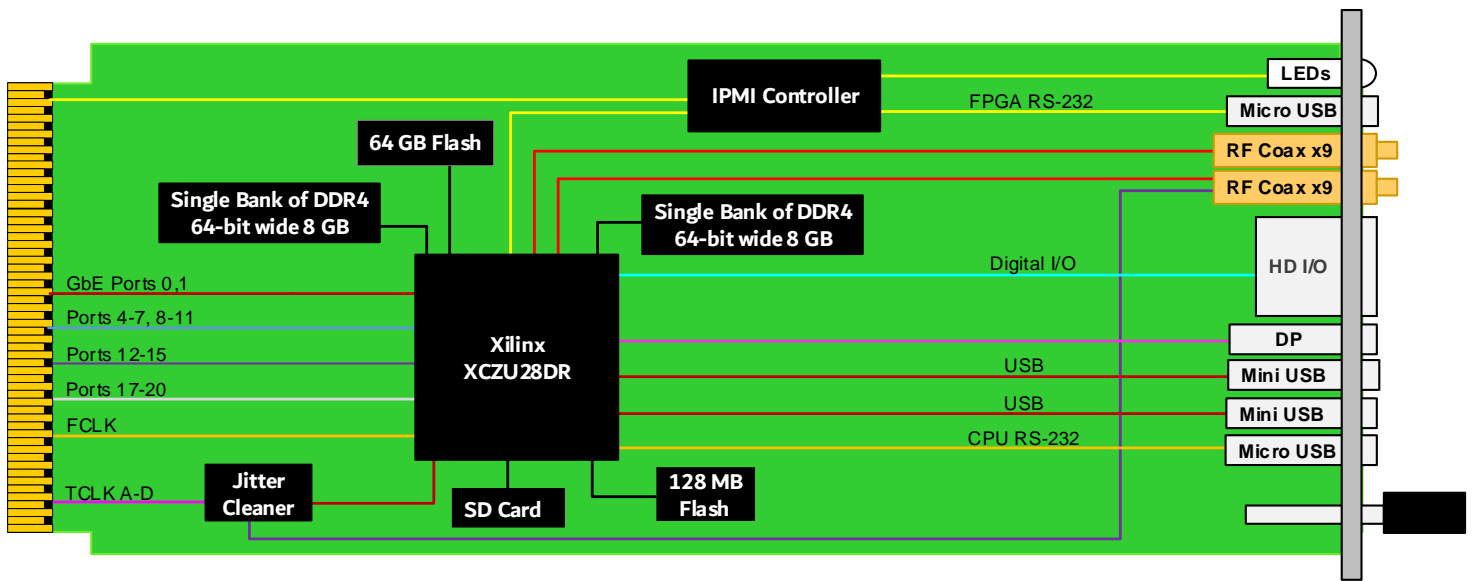 LEDs
IPMI Controller
FPGA RS-232
Micro USB
64 GB Flash
RF Coax x9
RF Coax x9
Single Bank of DDR4
64-bit wide 8 GB
Single Bank of DDR4
64-bit wide 8 GB
Digital I/O
HD I/O
GbE Ports 0,1
Ports 4-7, 8-11
Ports 12-15
Ports 17-20
FCLK
TCLK A-D
Xilinx
XCZU28DR
DP
USB
Mini USB
USB
Mini USB
CPU RS-232
Micro USB
Jitter
Cleaner
SD Card
128 MB
Flash